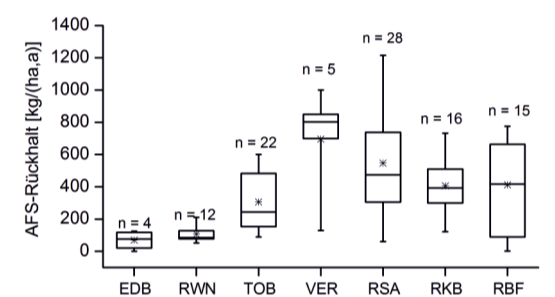 AFS-Rückhalt [kg/(ha,a)]
1400
1200
1000
800
600
400
200
0
n = 4
n = 12
n = 22
n = 5
n = 28
n = 16
n = 15
EDB RWN TOB VER RSA RKB RBF